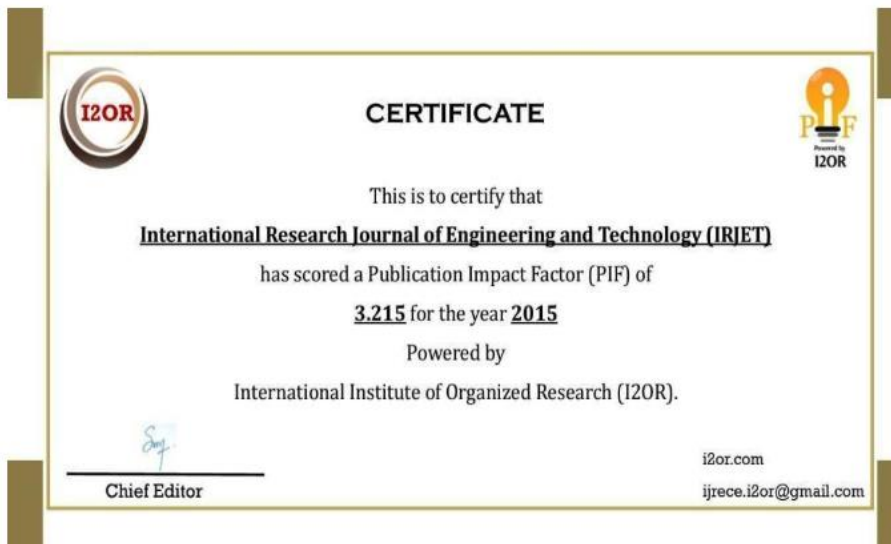 I2OR
CERTIFICATE
PiF
Powered by
I2OR
This is to certify that
International Research Journal of Engineering and Technology (IRJET)
has scored a Publication Impact Factor (PIF) of
3.215 for the year 2015
Powered by
International Institute of Organized Research (I2OR).
Chief Editor
i2or.com
ijrece.i2or@gmail.com